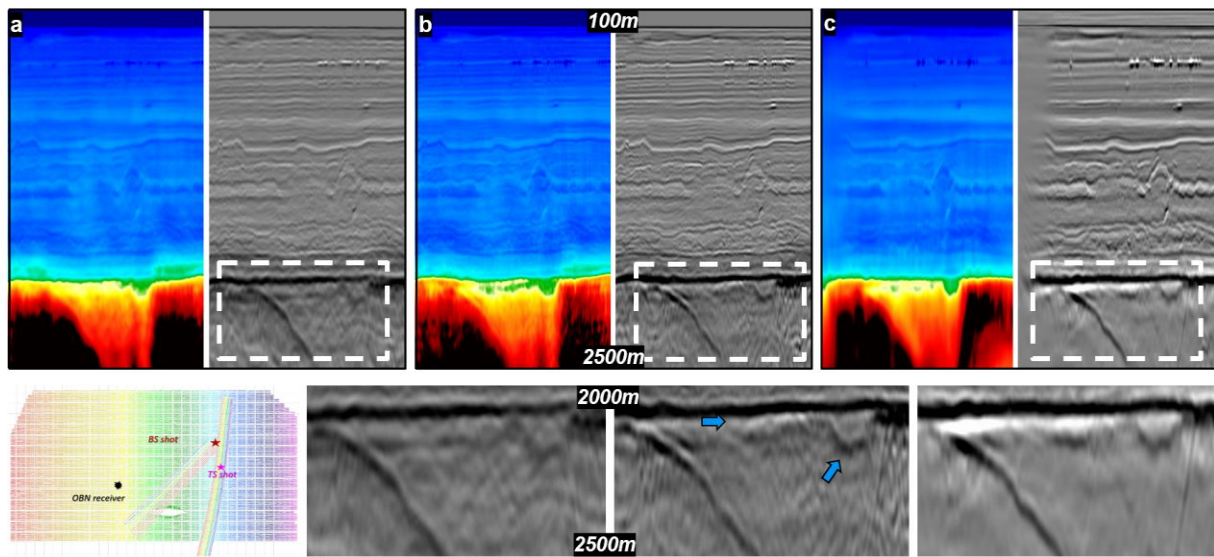 a
b
100m
c
2500m
2000m
BS shot
TS shot
OBN receiver
2500m